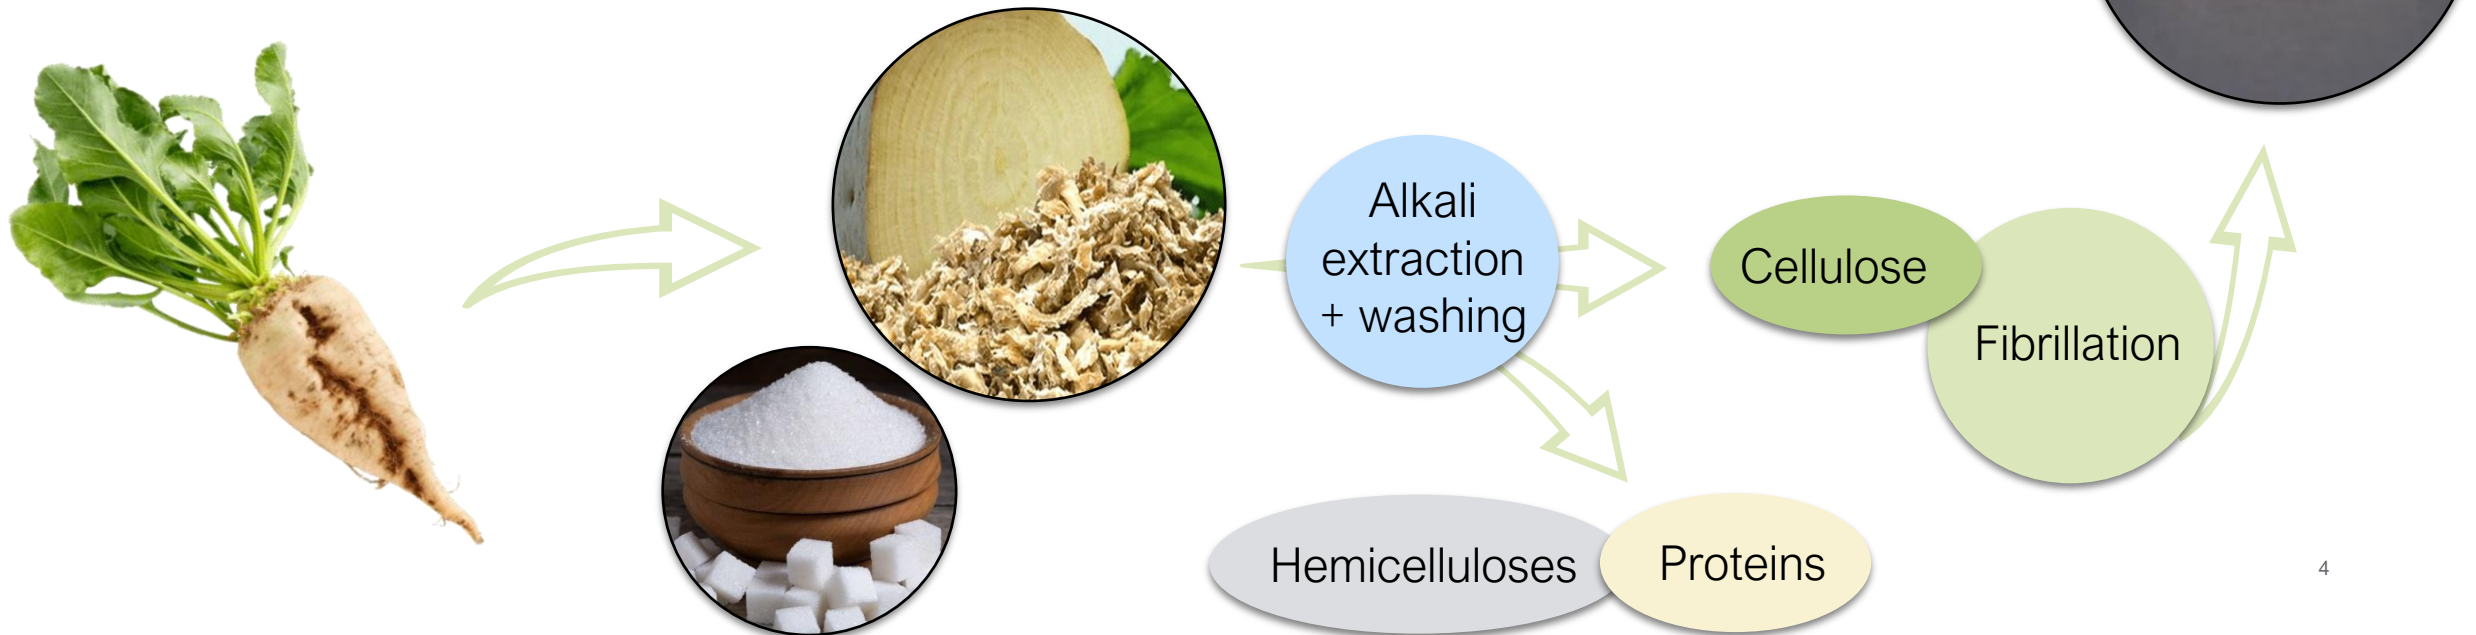 Alkali
extraction
+ washing
Cellulose
Fibrillation
Hemicelluloses
Proteins
4